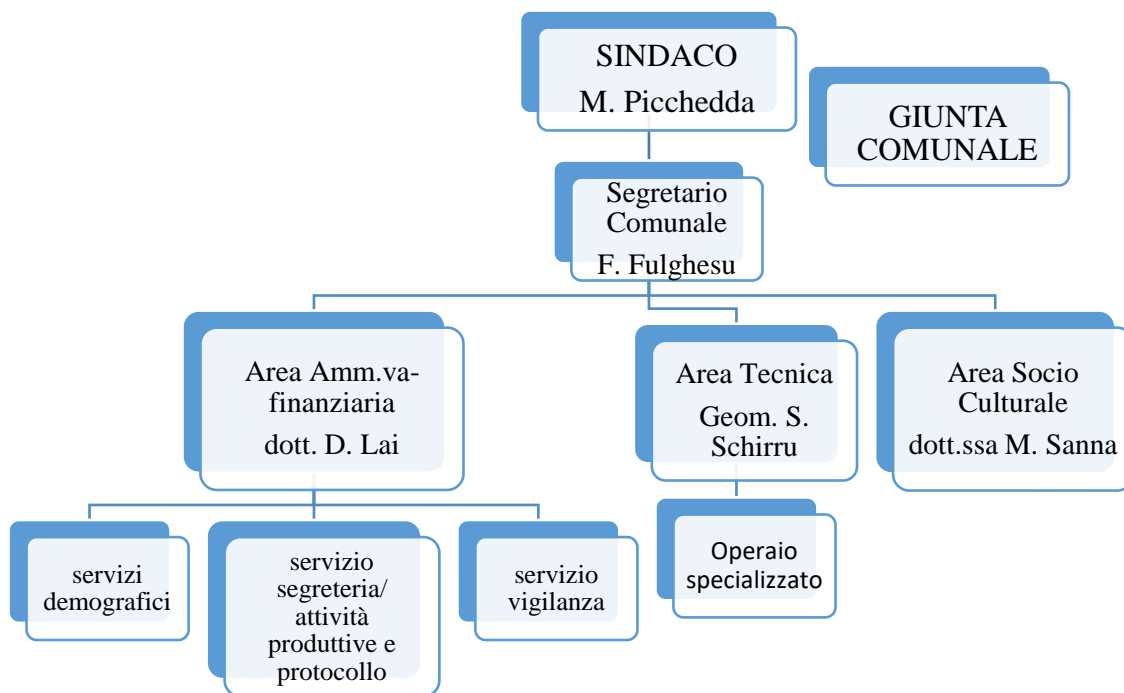 SINDACO
M. Picchedda
GIUNTA
COMUNALE
Segretario
Comunale
F. Fulghesu
Area Amm.va-
finanziaria
dott. D. Lai
Area Tecnica
Geom. S.
Schirru
Area Socio
Culturale
dott.ssa M. Sanna
servizi
demografici
servizio
segreteria/
attività
produttive e
protocollo
servizio
vigilanza
Operaio
specializzato